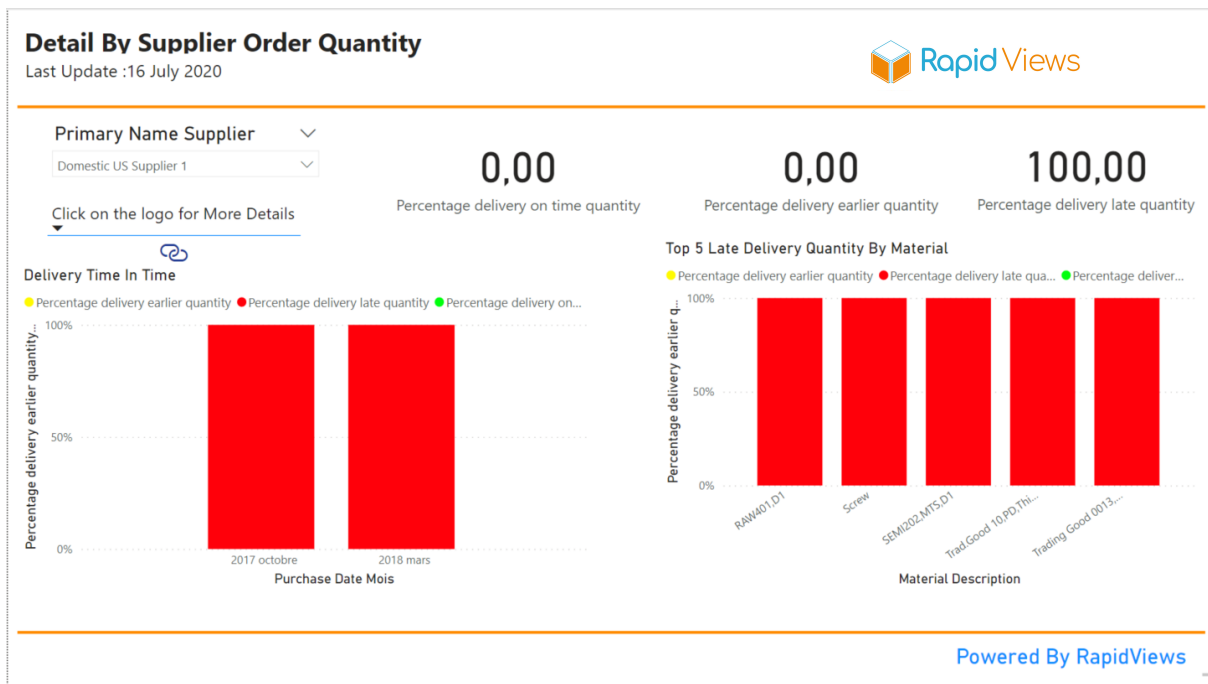 Detail By Supplier Order Quantity
Last Update :16 July 2020
Rapid Views
Primary Name Supplier
Domestic US Supplier 1
Click on the logo for More Details
0,00
Percentage delivery on time quantity
0,00
Percentage delivery earlier quantity
100,00
Percentage delivery late quantity
Delivery Time In Time
Percentage delivery earlier quantity Percentage delivery late quantity Percentage delivery on...
Percentage delivery earlier quantity...
100%
50%
0%
2017 octobre 2018 mars
Purchase Date Mois
Top 5 Late Delivery Quantity By Material
Percentage delivery earlier quantity Percentage delivery late qua... Percentage deliver...
Percentage delivery earlier q...
100%
50%
0%
RAW401,D1 Screw SEMI202,MTS,D1 Trad.Good 10,PD,Thi... Trading Good 0013,...
Material Description
Powered By RapidViews